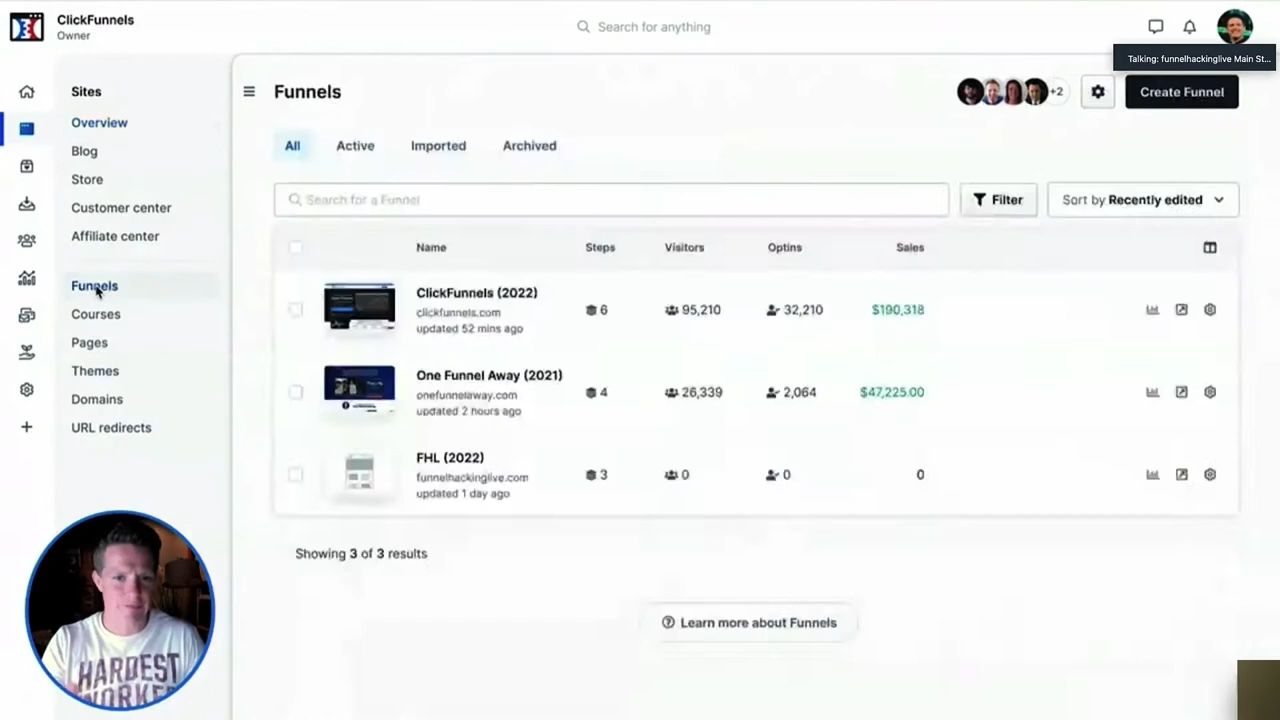 ClickFunnels
Owner
Search for anything
Talking: funnelhackinglive Main St...
Sites
Overview
Blog
Store
Customer center
Affiliate center
Funnels
Courses
Pages
Themes
Domains
URL redirects
Funnels
+2
Create Funnel
All Active Imported Archived
Search for a Funnel
Filter
Sort by Recently edited
Name Steps Visitors Optins Sales
ClickFunnels (2022)
clickfunnels.com
updated 52 mins ago
6 95,210 32,210 $190,318
One Funnel Away (2021)
onefunnelaway.com
updated 2 hours ago
4 26,339 2,064 $47,225.00
FHL (2022)
funnelhackinglive.com
updated 1 day ago
3 0 0 0
Showing 3 of 3 results
Learn more about Funnels
HARDEST
WORKER